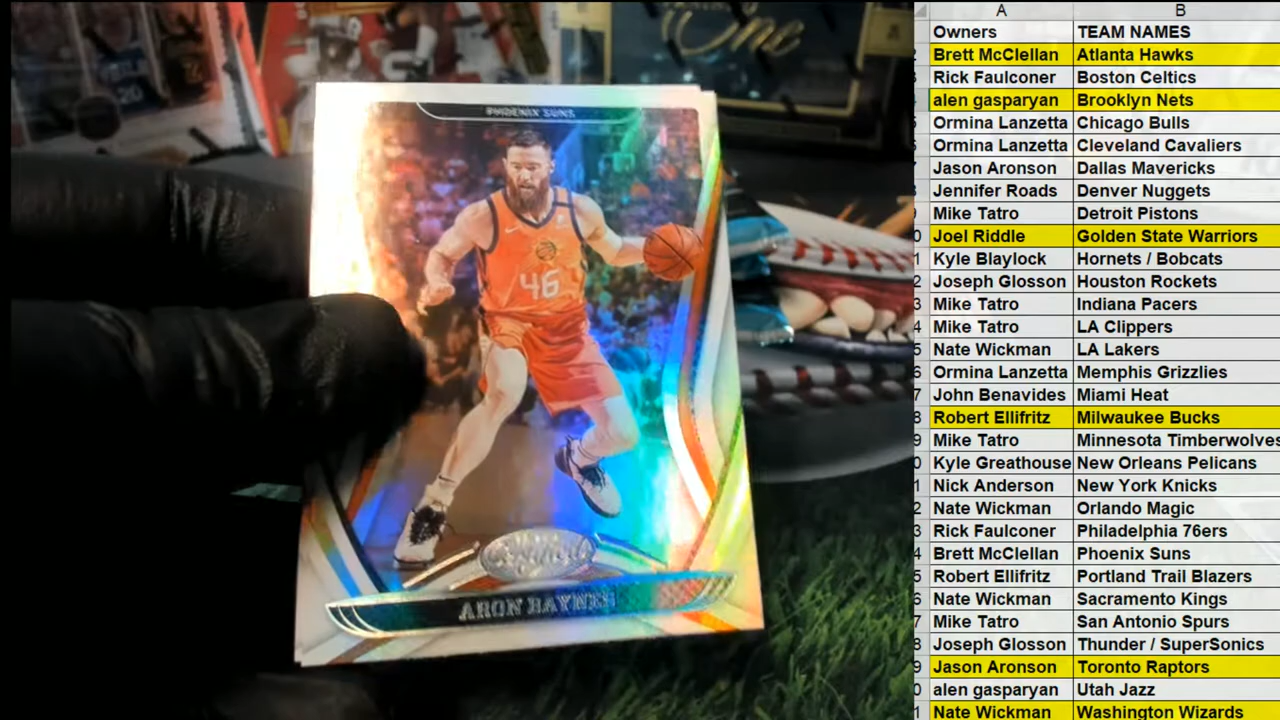 One
20
PHOENIX SUNS
46
Certified
ARON BAYNES
A B
Owners TEAM NAMES
Brett McClellan Atlanta Hawks
Rick Faulconer Boston Celtics
alen gasparyan Brooklyn Nets
Ormina Lanzetta Chicago Bulls
Ormina Lanzetta Cleveland Cavaliers
Jason Aronson Dallas Mavericks
Jennifer Roads Denver Nuggets
Mike Tatro Detroit Pistons
Joel Riddle Golden State Warriors
Kyle Blaylock Hornets / Bobcats
Joseph Glosson Houston Rockets
Mike Tatro Indiana Pacers
Mike Tatro LA Clippers
Nate Wickman LA Lakers
Ormina Lanzetta Memphis Grizzlies
John Benavides Miami Heat
Robert Ellifritz Milwaukee Bucks
Mike Tatro Minnesota Timberwolves
Kyle Greathouse New Orleans Pelicans
Nick Anderson New York Knicks
Nate Wickman Orlando Magic
Rick Faulconer Philadelphia 76ers
Brett McClellan Phoenix Suns
Robert Ellifritz Portland Trail Blazers
Nate Wickman Sacramento Kings
Mike Tatro San Antonio Spurs
Joseph Glosson Thunder / SuperSonics
Jason Aronson Toronto Raptors
alen gasparyan Utah Jazz
Nate Wickman Washington Wizards